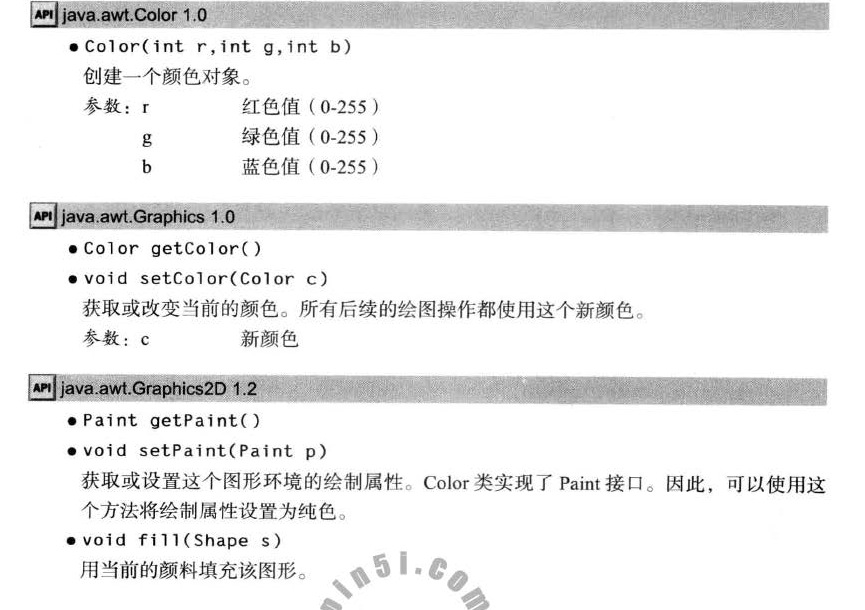 API java.awt.Color 1.0
● Color(int r,int g,int b)
创建一个颜色对象。
参数：r 红色值（0-255）
g 绿色值（0-255）
b 蓝色值（0-255）
API java.awt.Graphics 1.0
● Color getColor()
● void setColor(Color c)
获取或改变当前的颜色。所有后续的绘图操作都使用这个新颜色。
参数：c 新颜色
API java.awt.Graphics2D 1.2
● Paint getPaint()
● void setPaint(Paint p)
获取或设置这个图形环境的绘制属性。Color 类实现了 Paint 接口。因此，可以使用这
个方法将绘制属性设置为纯色。
● void fill(Shape s)
用当前的颜料填充该图形。
pin5i.com